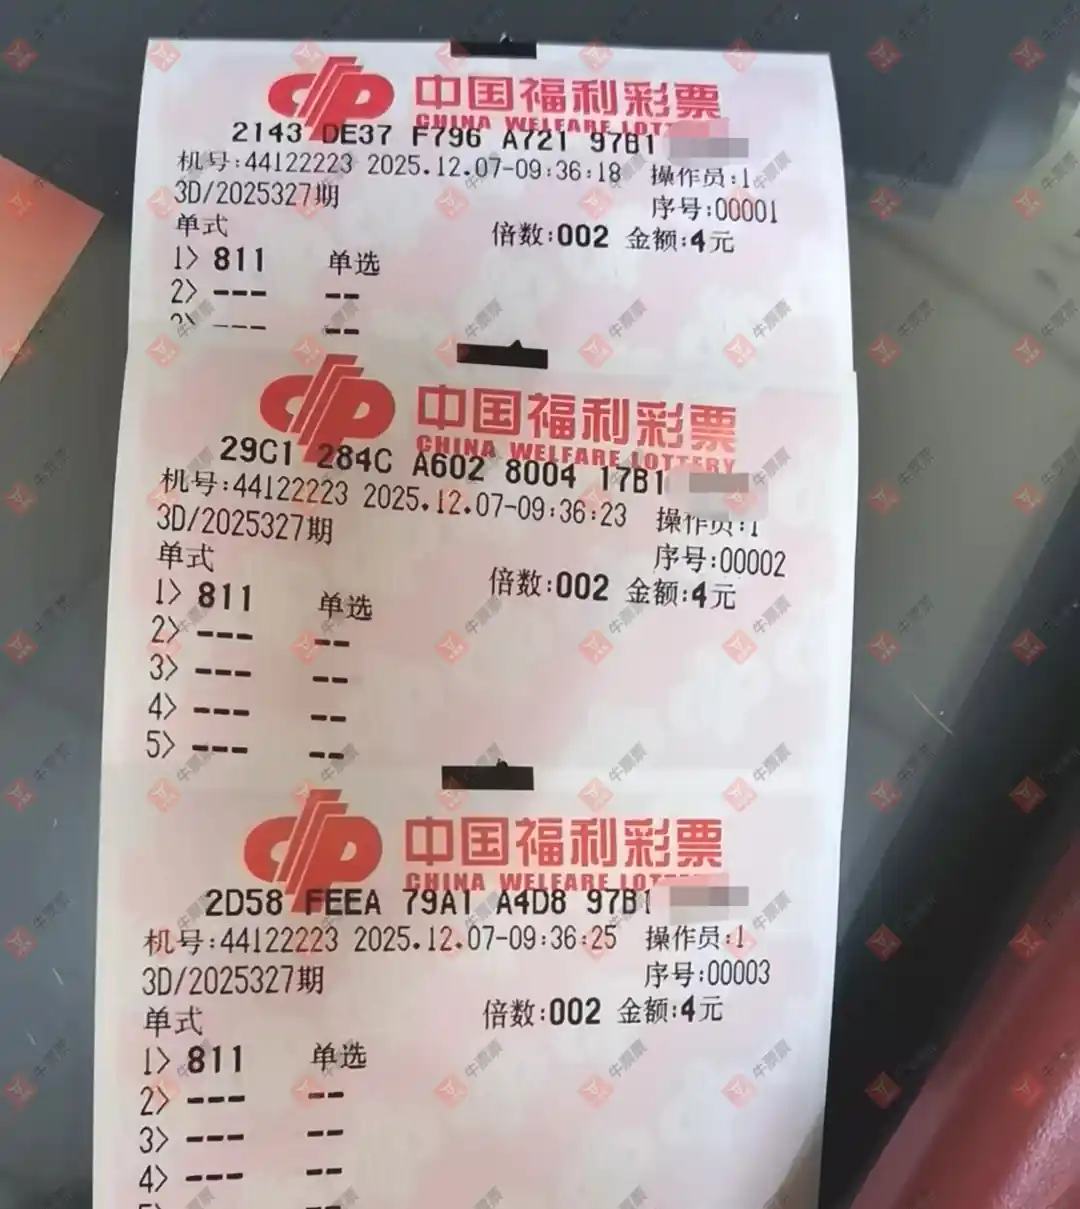 中国福利彩票
CHINA WELFARE LOTTERY
2143 DE37 F796 A721 97B1
机号:44122223 2025.12.07-09:36:18 操作员:1
3D/2025327期 序号:00001
单式 倍数:002 金额:4元
1> 811 单选
2> --- --
--- --
中国福利彩票
CHINA WELFARE LOTTERY
29C1 284C A602 8004 17B1
机号:44122223 2025.12.07-09:36:23 操作员:1
3D/2025327期 序号:00002
单式 倍数:002 金额:4元
1> 811 单选
2> --- --
3> --- --
4> --- --
5> --- --
中国福利彩票
CHINA WELFARE LOT
2D58 FEEA 79A1 A4D8 97B1
机号:44122223 2025.12.07-09:36:25 操作员:1
3D/2025327期 序号:00003
单式 倍数:002 金额:4元
1> 811 单选
2> --- --
3> --- --
4> --- --
牛票票